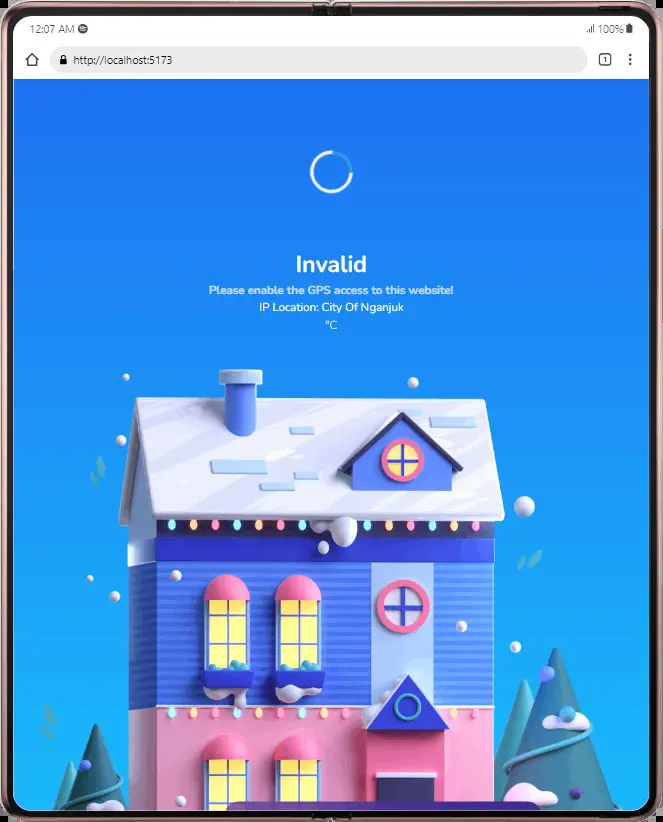 12:07 AM
100%
http://localhost:5173
1
Invalid
Please enable the GPS access to this website!
IP Location: City Of Nganjuk
°C